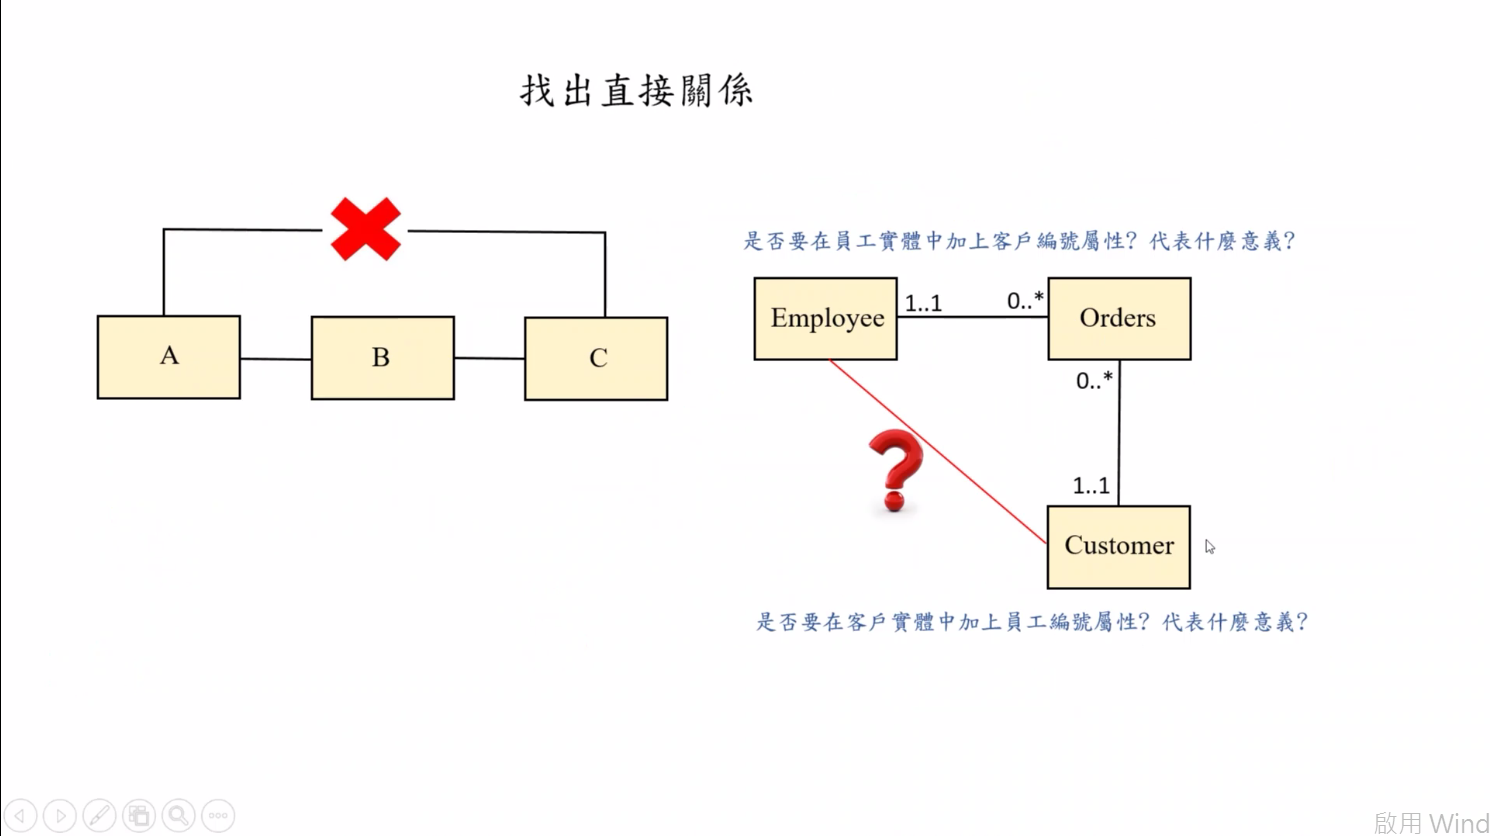 找出直接關係
是否要在員工實體中加上客戶編號屬性? 代表什麼意義?
A
B
C
Employee
1..1
0..*
Orders
0..*
1..1
Customer
是否要在客戶實體中加上員工編號屬性? 代表什麼意義?
啟用 Wind